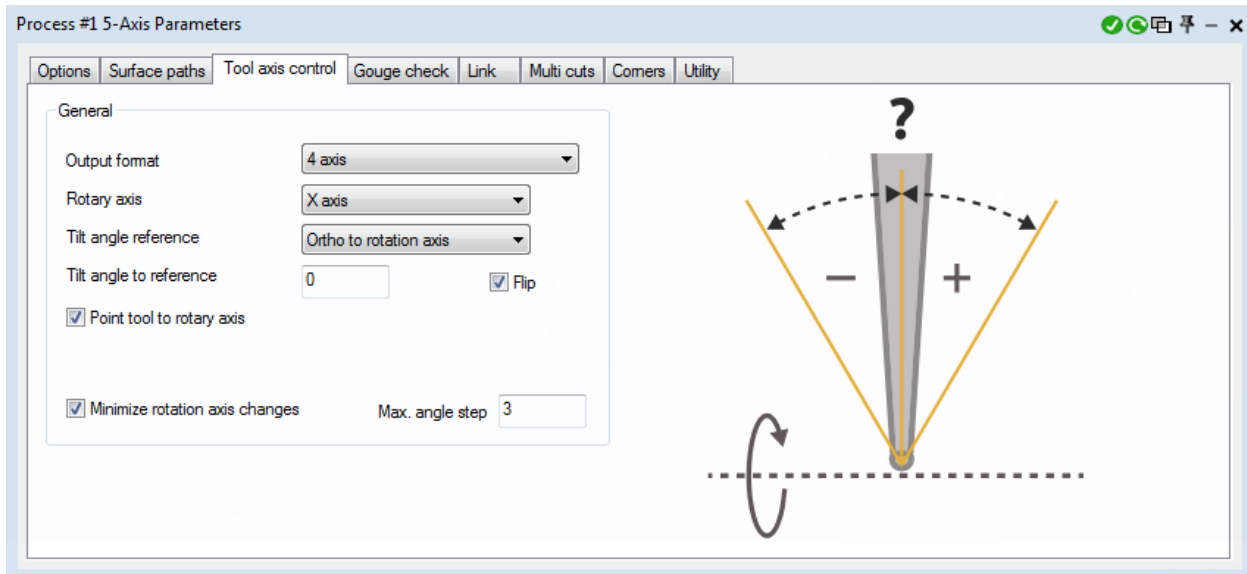 Process #1 5-Axis Parameters
Options Surface paths Tool axis control Gouge check Link Multi cuts Corners Utility
General
Output format 4 axis
Rotary axis X axis
Tilt angle reference Ortho to rotation axis
Tilt angle to reference 0 Flip
Point tool to rotary axis
Minimize rotation axis changes Max. angle step 3
?
− +